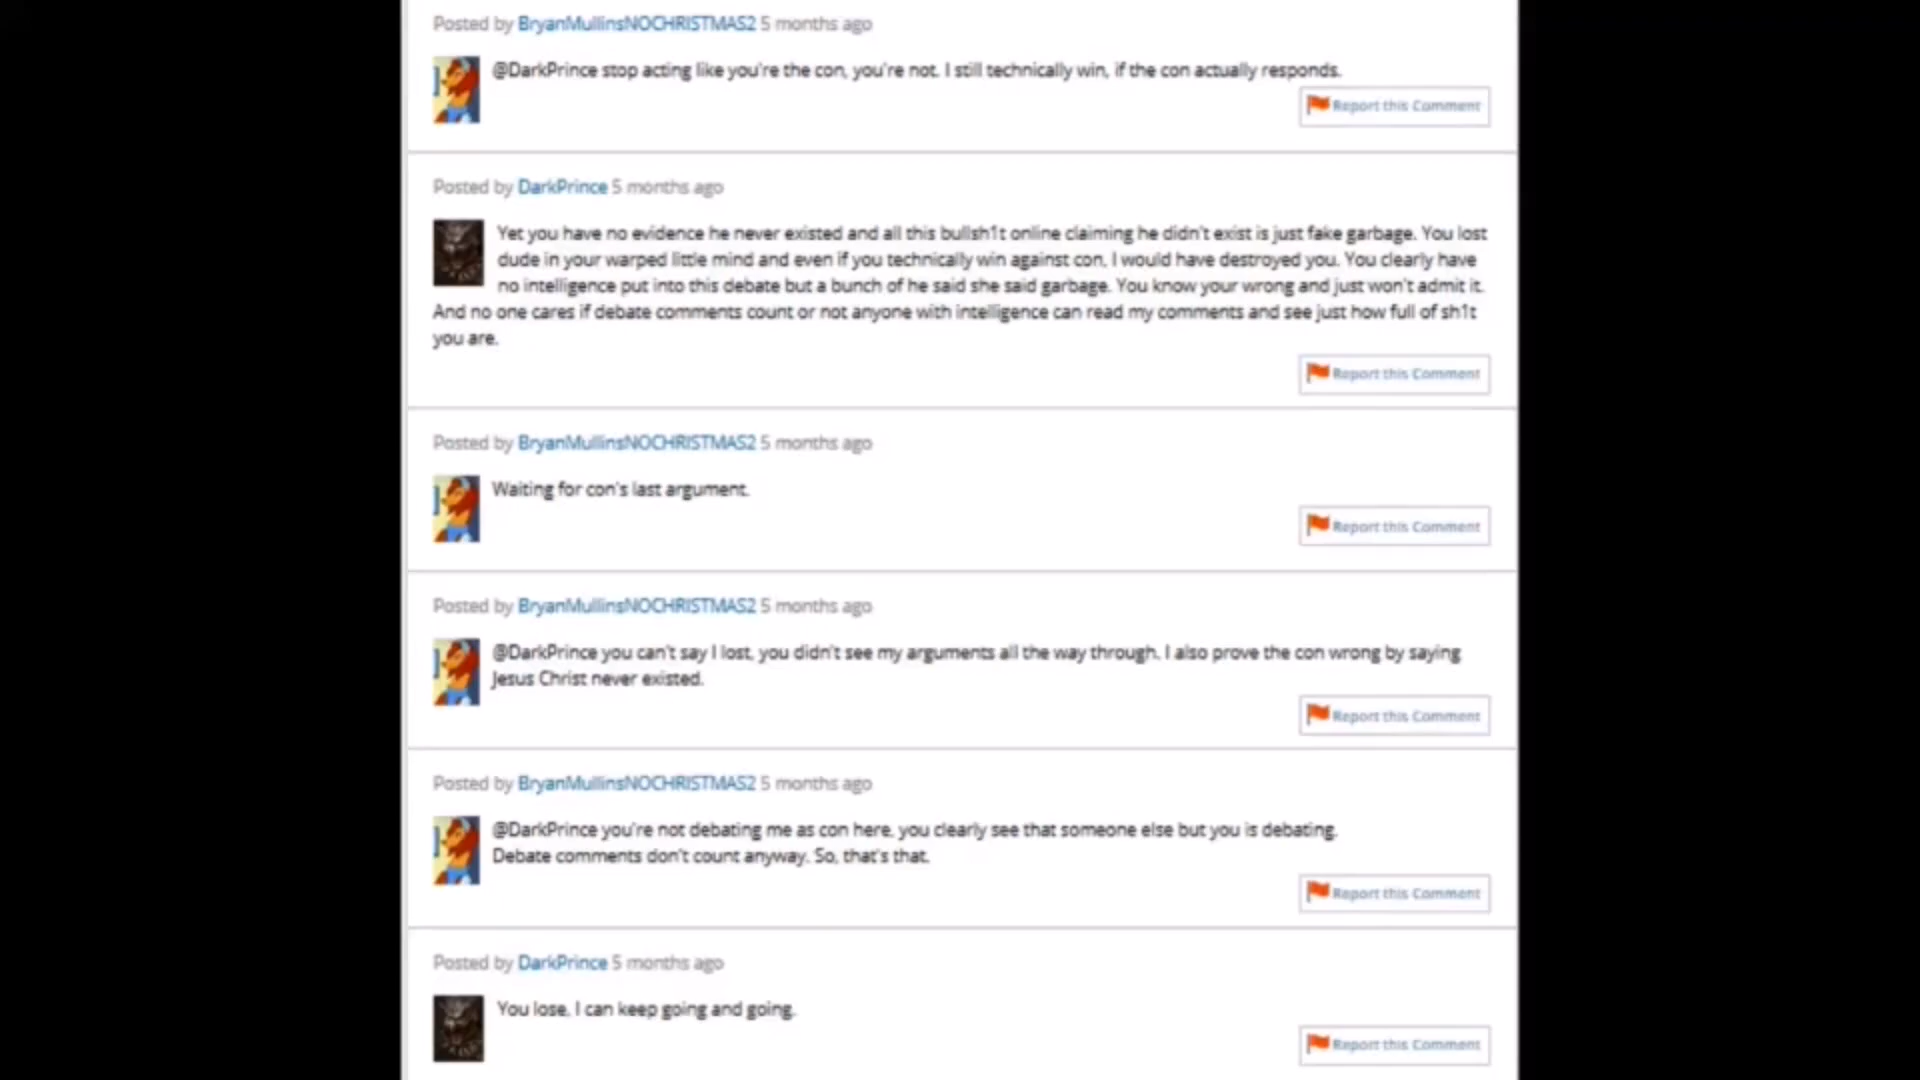 Posted by BryanMullinsNOCHRISTMAS2 5 months ago
@DarkPrince stop acting like you're the con, you're not. I still technically win, if the con actually responds.
Report this Comment
Posted by DarkPrince 5 months ago
Yet you have no evidence he never existed and all this bullsh1t online claiming he didn't exist is just fake garbage. You lost
dude in your warped little mind and even if you technically win against con, I would have destroyed you. You clearly have
no intelligence put into this debate but a bunch of he said she said garbage. You know your wrong and just won't admit it.
And no one cares if debate comments count or not anyone with intelligence can read my comments and see just how full of sh1t
you are.
Report this Comment
Posted by BryanMullinsNOCHRISTMAS2 5 months ago
Waiting for con's last argument.
Report this Comment
Posted by BryanMullinsNOCHRISTMAS2 5 months ago
@DarkPrince you can't say I lost, you didn't see my arguments all the way through. I also prove the con wrong by saying
Jesus Christ never existed.
Report this Comment
Posted by BryanMullinsNOCHRISTMAS2 5 months ago
@DarkPrince you're not debating me as con here, you clearly see that someone else but you is debating.
Debate comments don't count anyway. So, that's that.
Report this Comment
Posted by DarkPrince 5 months ago
You lose, I can keep going and going.
Report this Comment